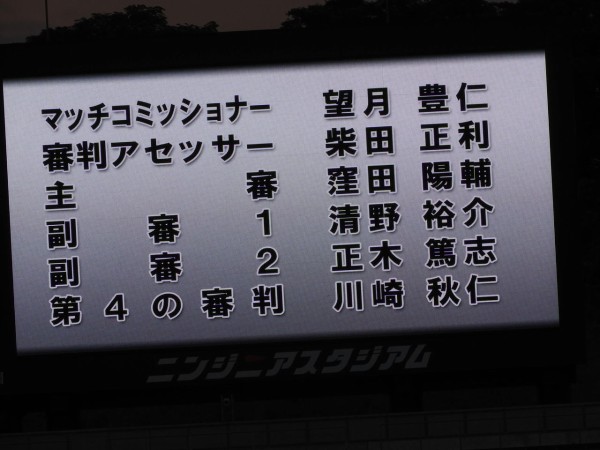 マッチコミッショナー 望月 豊仁
審判アセッサー 柴田 正利
主審 窪田 陽輔
副審1 清野 裕介
副審2 正木 篤志
第4の審判 川崎 秋仁
ニンジニアスタジアム